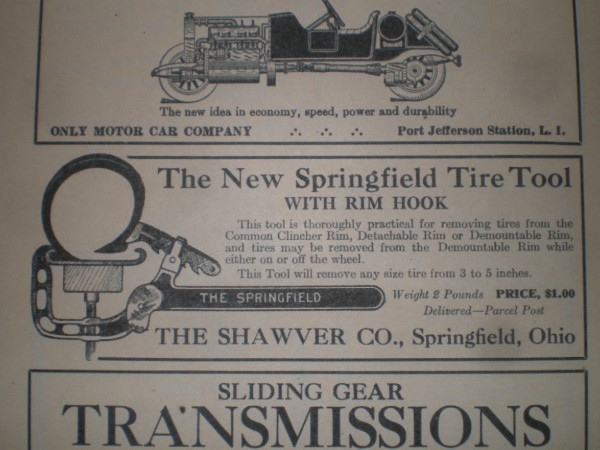 The new idea in economy, speed, power and durability
ONLY MOTOR CAR COMPANY ∴ ∴ ∴ Port Jefferson Station, L. I.
The New Springfield Tire Tool
WITH RIM HOOK
This tool is thoroughly practical for removing tires from the
Common Clincher Rim, Detachable Rim or Demountable Rim,
and tires may be removed from the Demountable Rim while
either on or off the wheel.
This Tool will remove any size tire from 3 to 5 inches.
THE SPRINGFIELD
Weight 2 Pounds PRICE, $1.00
Delivered—Parcel Post
THE SHAWVER CO., Springfield, Ohio
SLIDING GEAR
TRANSMISSIONS